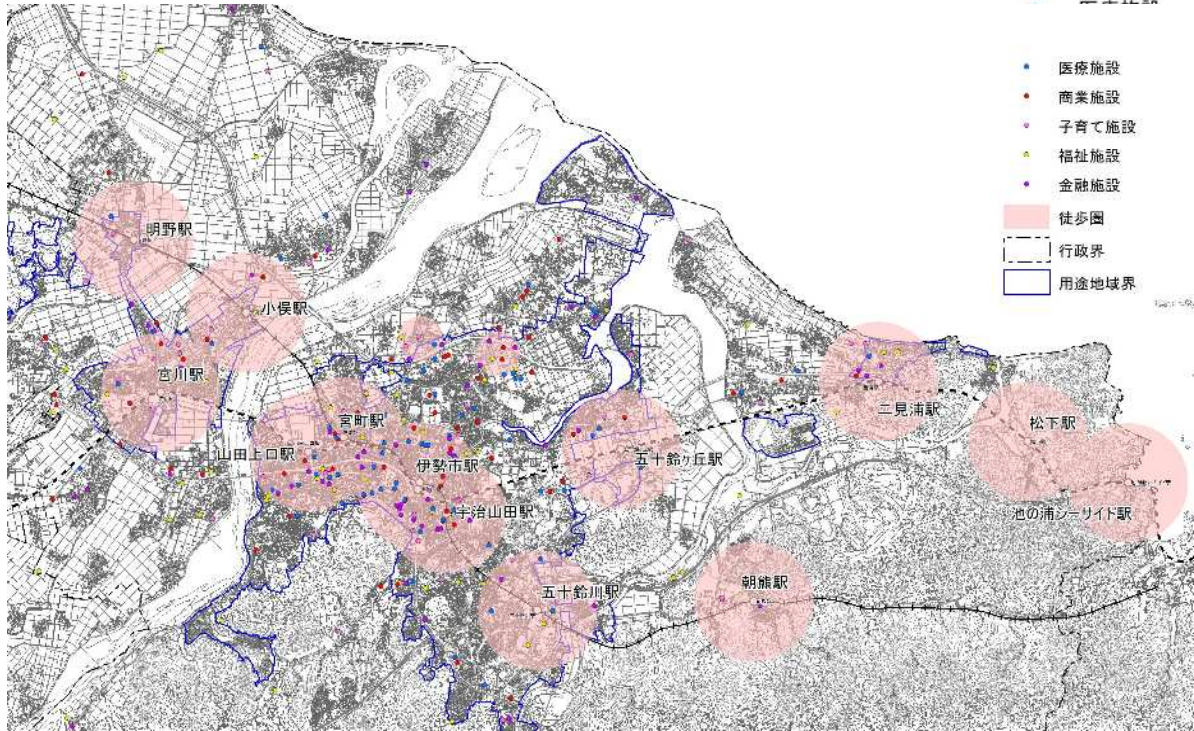 医療施設
商業施設
子育て施設
福祉施設
金融施設
徒歩圏
行政界
用途地域界
明野駅
小俣駅
宮川駅
宮町駅
山田上口駅
伊勢市駅
宇治山田駅
五十鈴ヶ丘駅
二見浦駅
松下駅
池の浦シーサイド駅
五十鈴川駅
朝熊駅